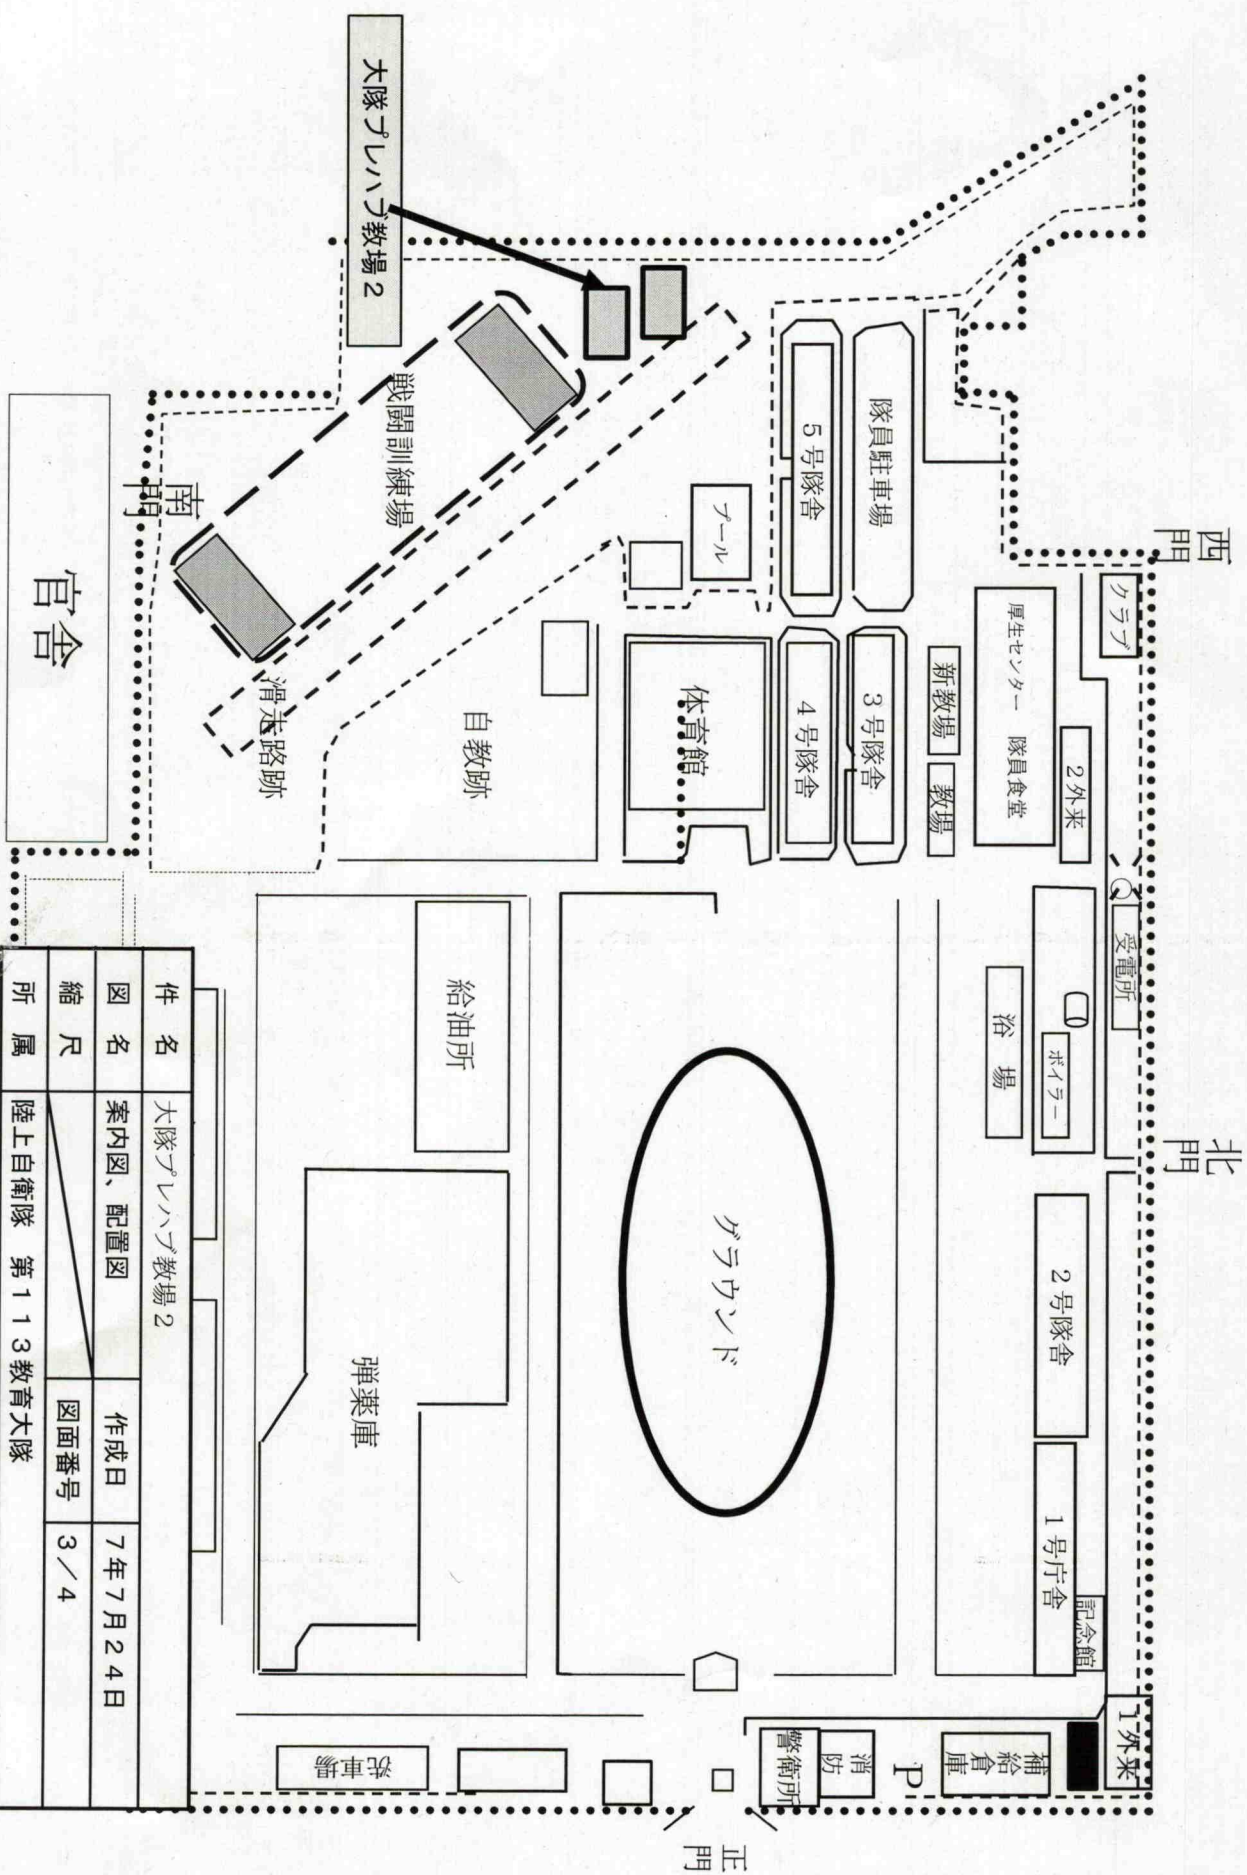 西門
北門
クラブ
2外来
受電所
厚生センター 隊員食堂
ボイラー
浴場
2号隊舎
1号庁舎
記念館
1外来
新教場
教場
隊員駐車場
3号隊舎
5号隊舎
4号隊舎
補給倉庫
P
消防
警衛所
正門
プール
体育館
グラウンド
大隊プレハブ教場2
戦闘訓練場
自教跡
滑走路跡
給油所
弾薬庫
洗車場
南門
官舎
件名 大隊プレハブ教場2
図名 案内図、配置図 作成日 7年7月24日
縮尺 図面番号 3/4
所属 陸上自衛隊 第113教育大隊